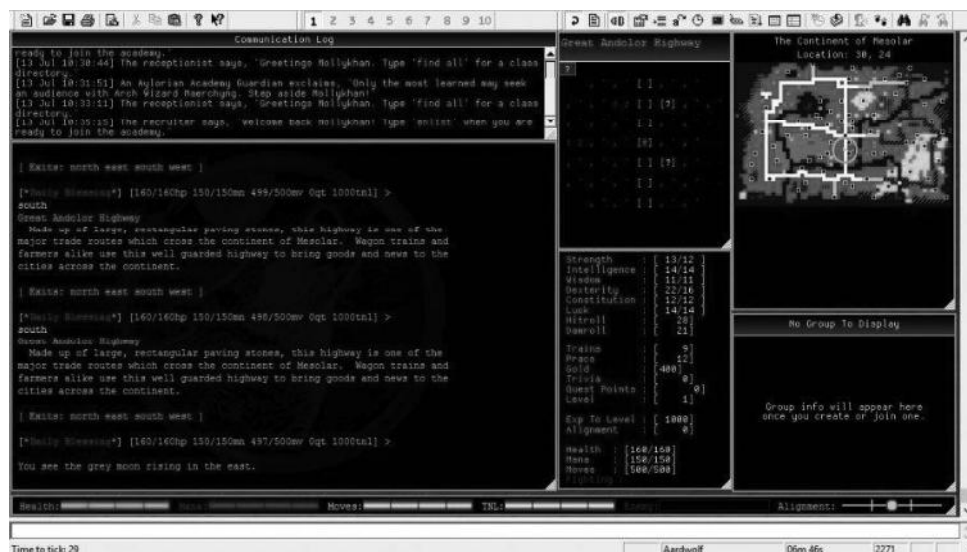 1 2 3 4 5 6 7 8 9 10
Communication Log
ready to join the academy.'
[13 Jul 10:30:44] The receptionist says, 'Greetings Mollykhan. Type 'find all' for a class
directory.'
[13 Jul 10:31:51] An Aylorian Academy Guardian exclaims, 'Only the most learned may seek
an audience with Arch Wizard Maerchyng. Step aside Mollykhan!'
[13 Jul 10:33:11] The receptionist says, 'Greetings Mollykhan. Type 'find all' for a class
directory.'
[13 Jul 10:35:15] The recruiter says, 'Welcome back Mollykhan! Type 'enlist' when you are
ready to join the academy.'
[ Exits: north east south west ]
[*Daily Blessing*] [160/160hp 150/150mn 499/500mv 0qt 1000tnl] >
south
Great Andolor Highway
Made up of large, rectangular paving stones, this highway is one of the
major trade routes which cross the continent of Mesolar. Wagon trains and
farmers alike use this well guarded highway to bring goods and news to the
cities across the continent.
[ Exits: north east south west ]
[*Daily Blessing*] [160/160hp 150/150mn 498/500mv 0qt 1000tnl] >
south
Great Andolor Highway
Made up of large, rectangular paving stones, this highway is one of the
major trade routes which cross the continent of Mesolar. Wagon trains and
farmers alike use this well guarded highway to bring goods and news to the
cities across the continent.
[ Exits: north east south west ]
[*Daily Blessing*] [160/160hp 150/150mn 497/500mv 0qt 1000tnl] >
You see the grey moon rising in the east.
Great Andolor Highway
?
[ ]
[ ] [?]
[#]
[ ] [?]
[ ]
[ ]
The Continent of Mesolar
Location: 30, 24
Strength : [ 13/12 ]
Intelligence : [ 14/14 ]
Wisdom : [ 11/11 ]
Dexterity : [ 22/16 ]
Constitution : [ 12/12 ]
Luck : [ 14/14 ]
Hitroll : [ 28]
Damroll : [ 21]
Trains : [ 9]
Pracs : [ 12]
Gold : [400]
Trivia : [ 0]
Quest Points : [ 0]
Level : [ 1]
Exp To Level : [ 1000]
Alignment : [ 0]
Health : [160/160]
Mana : [150/150]
Moves : [500/500]
Fighting :
No Group To Display
Group info will appear here
once you create or join one.
Health: Mana: Moves: TNL: Enemy: Alignment:
Time to tick: 29 Aardwolf 06m 46s 2271